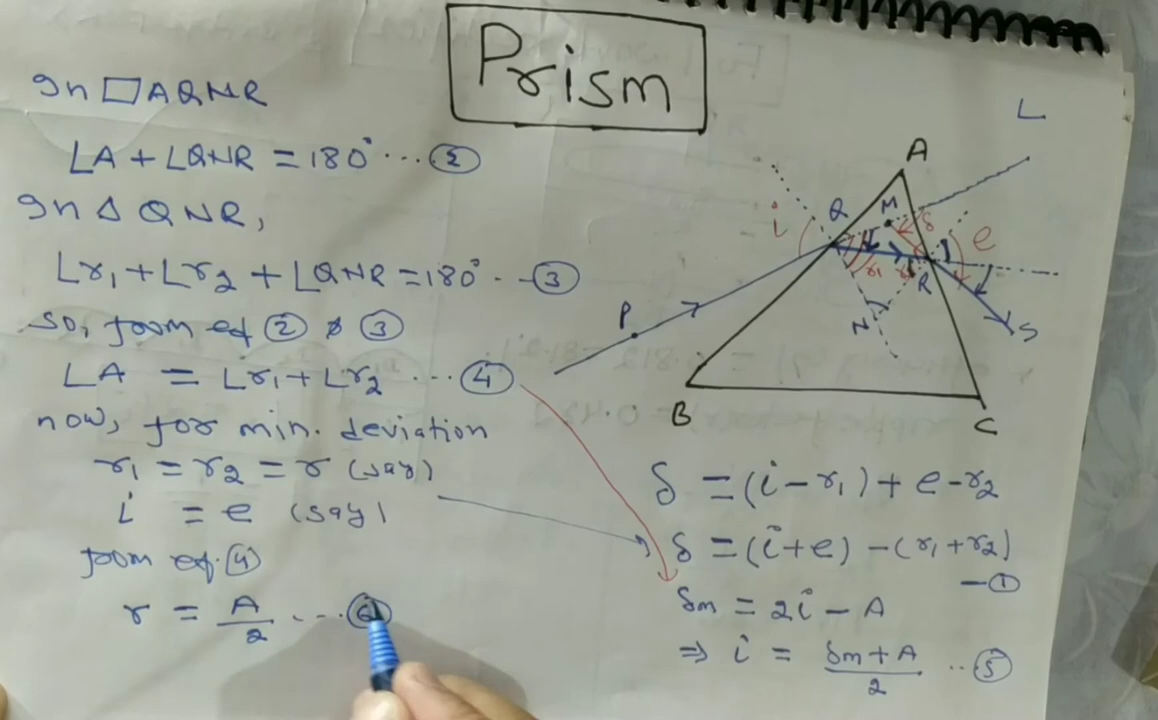 Prism
In □AQNR
∠A + ∠QNR = 180° ... ②
In Δ QNR,
∠r₁ + ∠r₂ + ∠QNR = 180° - - ③
so, from eq ② & ③
∠A = ∠r₁ + ∠r₂ ... ④
now, for min. deviation
r₁ = r₂ = r (say)
i = e (say)
from eq. ④
r = A/2 ... ⑥
L
A
Q
M
δ
i
e
r₁
P
R
N
S
B
C
δ = (i - r₁) + e - r₂
δ = (i + e) - (r₁ + r₂)
- ①
δm = 2i - A
⇒ i = δm + A / 2 .. ⑤